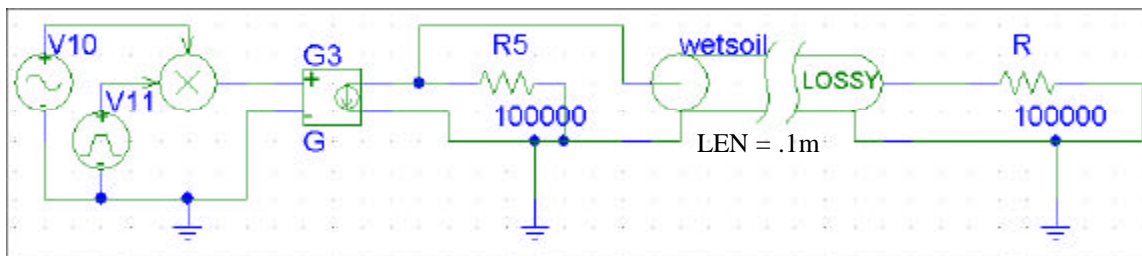 V10
V11
G3
G
R5
100000
wetsoil
LOSSY
LEN = .1m
R
100000